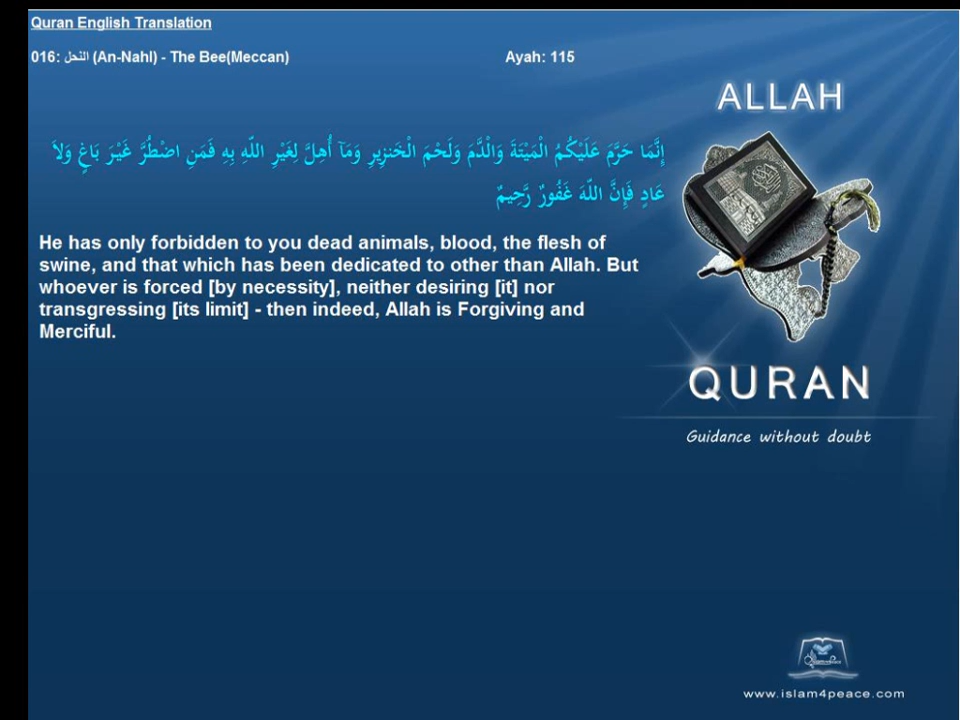 Quran English Translation
016: النحل (An-Nahl) - The Bee(Meccan)
Ayah: 115
ALLAH
إِنَّمَا حَرَّمَ عَلَيْكُمُ الْمَيْتَةَ وَالْدَّمَ وَلَحْمَ الْخَنزِيرِ وَمَآ أُهِلَّ لِغَيْرِ اللّهِ بِهِ فَمَنِ اضْطُرَّ غَيْرَ بَاغٍ وَلاَ
عَادٍ فَإِنَّ اللّهَ غَفُورٌ رَّحِيمٌ
He has only forbidden to you dead animals, blood, the flesh of
swine, and that which has been dedicated to other than Allah. But
whoever is forced [by necessity], neither desiring [it] nor
transgressing [its limit] - then indeed, Allah is Forgiving and
Merciful.
QURAN
Guidance without doubt
www.islam4peace.com